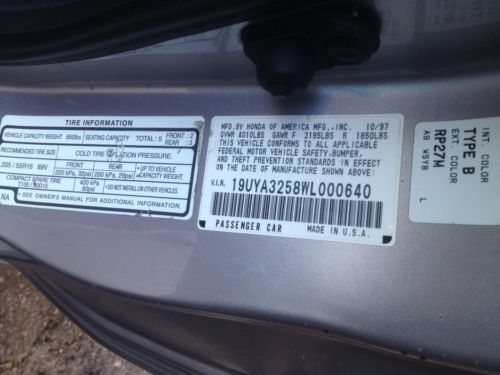 TIRE INFORMATION
VEHICLE CAPACITY WEIGHT 850lbs SEATING CAPACITY TOTAL : 5 FRONT : 2 REAR : 3
RECOMMENDED TIRE SIZE COLD TIRE INFLATION PRESSURE
205 / 55R16 89V FRONT REAR • UP TO VEHICLE CAPACITY WEIGHT
220 kPa, 32psi 200 kPa, 29psi
COMPACT SPARE TIRE 420 kPa 60psi • DO NOT INSTALL ON OTHER VEHICLES
NA – SEE OWNER'S MANUAL FOR ADDITIONAL INFORMATION
MFD. BY HONDA OF AMERICA MFG., INC. 10/97
GVWR 4010LBS GAWR F 2195LBS R 1850LBS
THIS VEHICLE CONFORMS TO ALL APPLICABLE
FEDERAL MOTOR VEHICLE SAFETY, BUMPER,
AND THEFT PREVENTION STANDARDS IN EFFECT
ON THE DATE OF MANUFACTURE SHOWN ABOVE.
V.I.N. 19UYA3258WL000640
PASSENGER CAR MADE IN U.S.A.
TYPE B
INT. COLOR
RP27M
EXT. COLOR
L
A9 WSYB